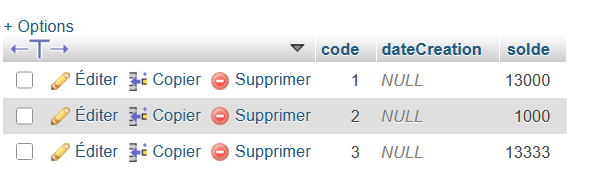 + Options
code dateCreation solde
Éditer Copier Supprimer 1 NULL 13000
Éditer Copier Supprimer 2 NULL 1000
Éditer Copier Supprimer 3 NULL 13333